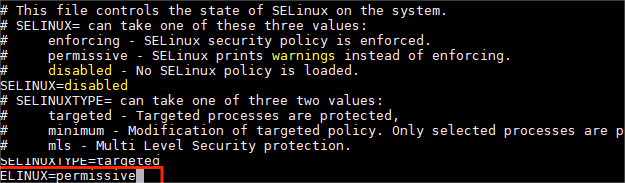 # This file controls the state of SELinux on the system.
# SELINUX= can take one of these three values:
#     enforcing - SELinux security policy is enforced.
#     permissive - SELinux prints warnings instead of enforcing.
#     disabled - No SELinux policy is loaded.
SELINUX=disabled
# SELINUXTYPE= can take one of three two values:
#     targeted - Targeted processes are protected,
#     minimum - Modification of targeted policy. Only selected processes are p
#     mls - Multi Level Security protection.
SELINUXTYPE=targeted
ELINUX=permissive